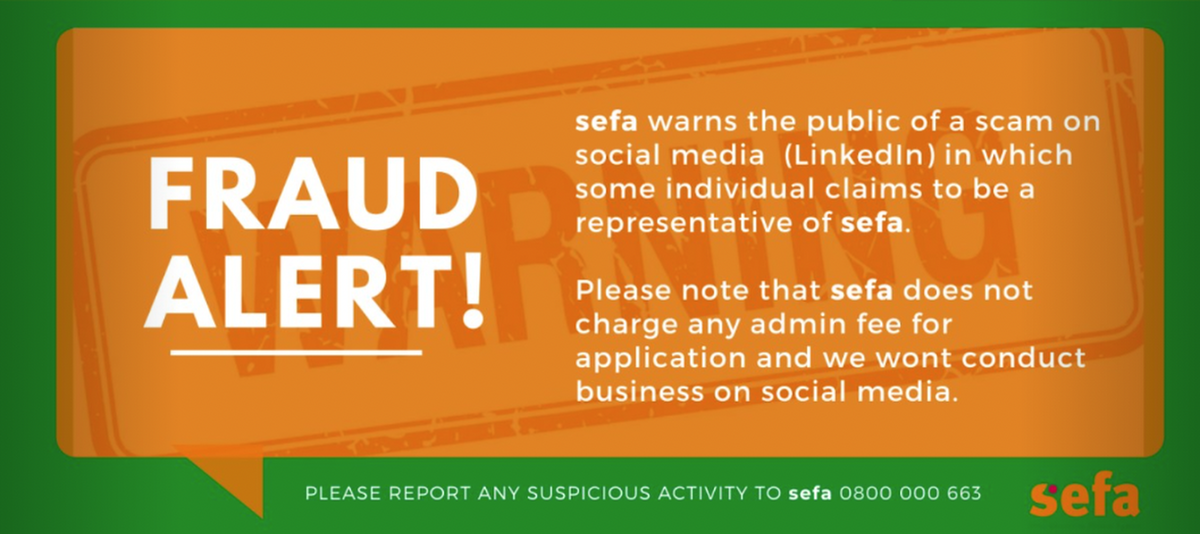 FRAUD
ALERT!
WARNING
sefa warns the public of a scam on
social media (LinkedIn) in which
some individual claims to be a
representative of sefa.
Please note that sefa does not
charge any admin fee for
application and we wont conduct
business on social media.
PLEASE REPORT ANY SUSPICIOUS ACTIVITY TO sefa 0800 000 663
sefa